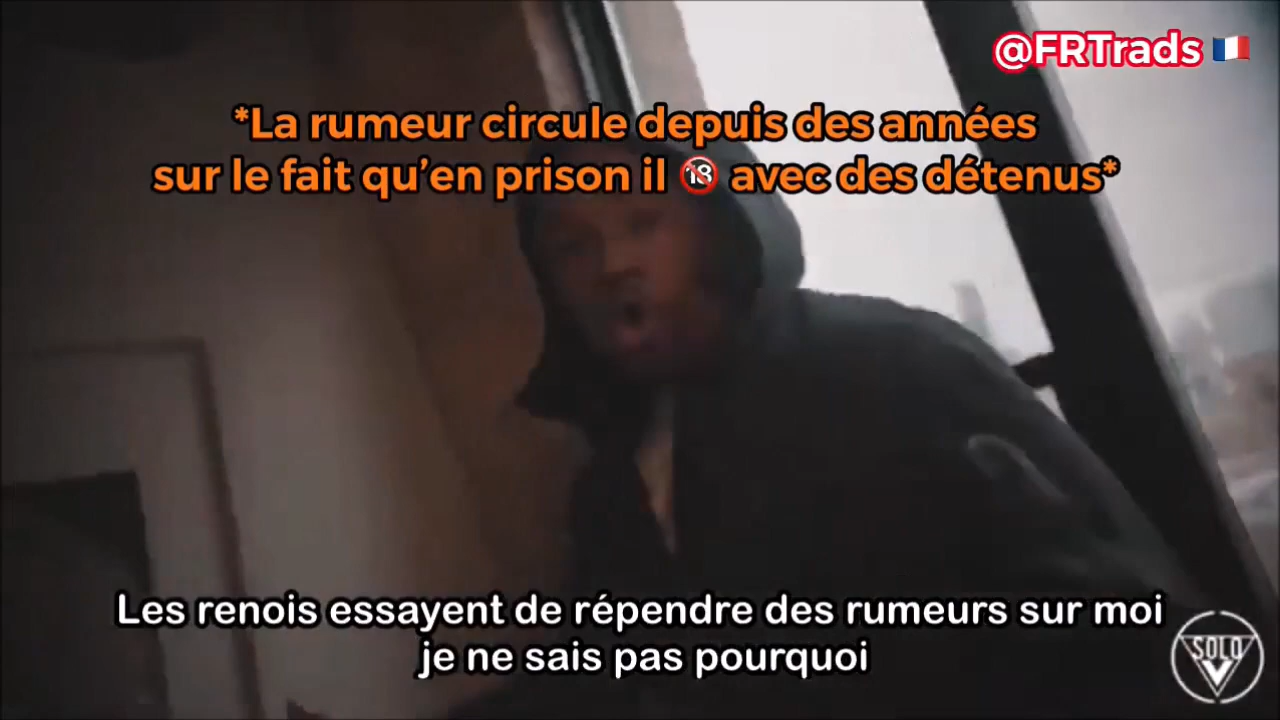 @FRTrads 🇫🇷
*La rumeur circule depuis des années
sur le fait qu’en prison il 🔞 avec des détenus*
Les renois essayent de répendre des rumeurs sur moi
je ne sais pas pourquoi
SOLO